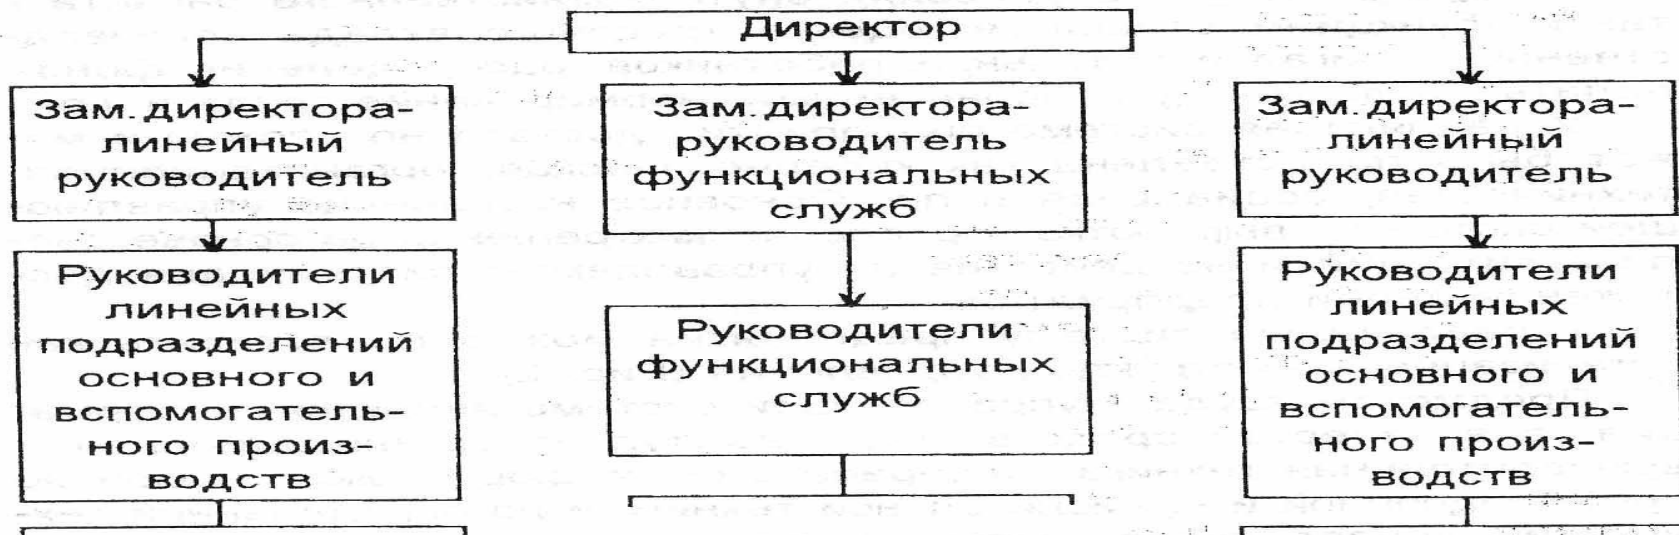 Директор
Зам. директора-
линейный
руководитель
Зам. директора-
руководитель
функциональных
служб
Зам. директора-
линейный
руководитель
Руководители
линейных
подразделений
основного и
вспомогатель-
ного произ-
водств
Руководители
функциональных
служб
Руководители
линейных
подразделений
основного и
вспомогатель-
ного произ-
водств